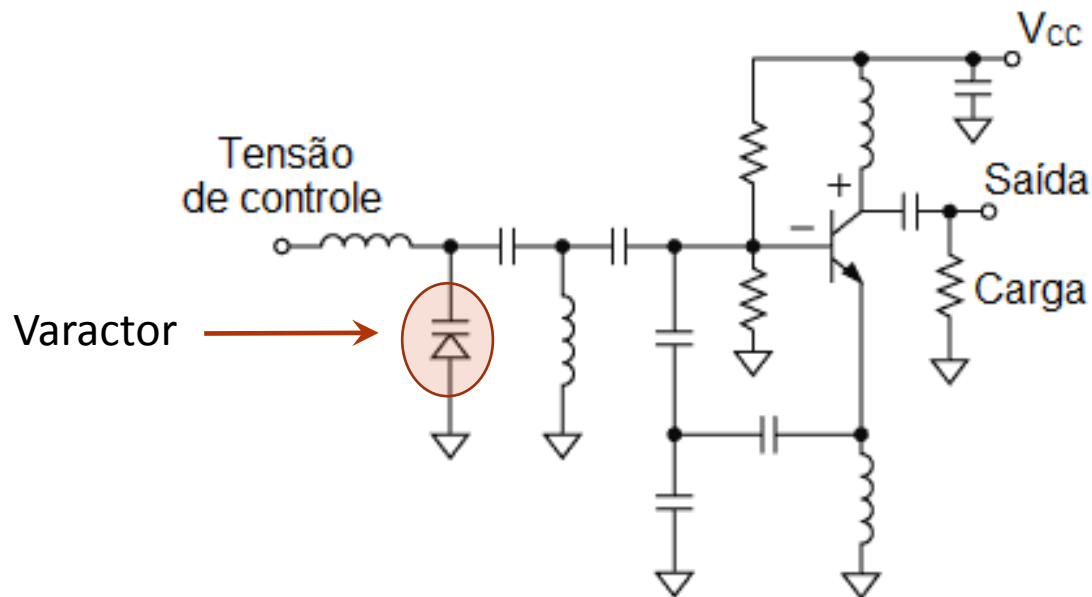 Vcc
Tensão
de controle
+
Saída
−
Carga
Varactor